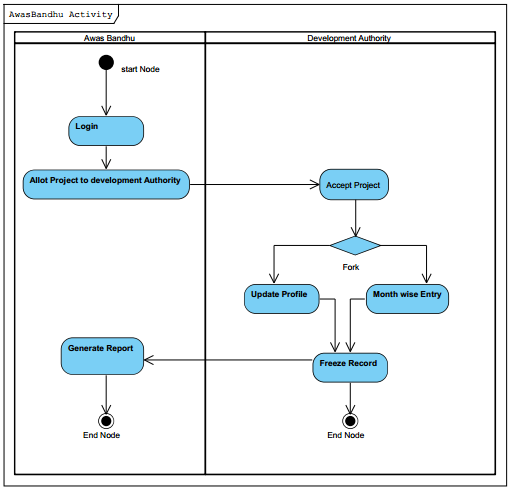 AwasBandhu Activity
Awas Bandhu
Development Authority
start Node
Login
Allot Project to development Authority
Accept Project
Fork
Update Profile
Month wise Entry
Generate Report
Freeze Record
End Node
End Node